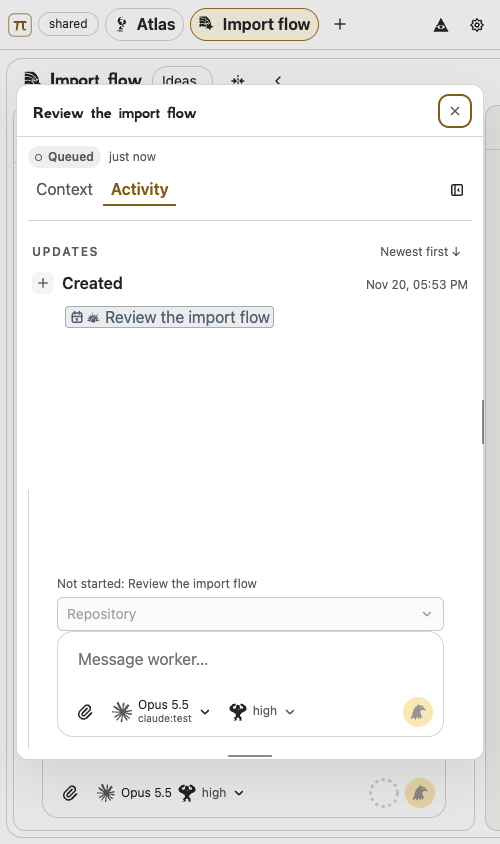 π shared Atlas Import flow
Import flow Ideas
Review the import flow
Queued just now
Context Activity
UPDATES Newest first ↓
Created Nov 20, 05:53 PM
Review the import flow
Not started: Review the import flow
Repository
Message worker...
Opus 5.5 high
claude:test
Opus 5.5 high